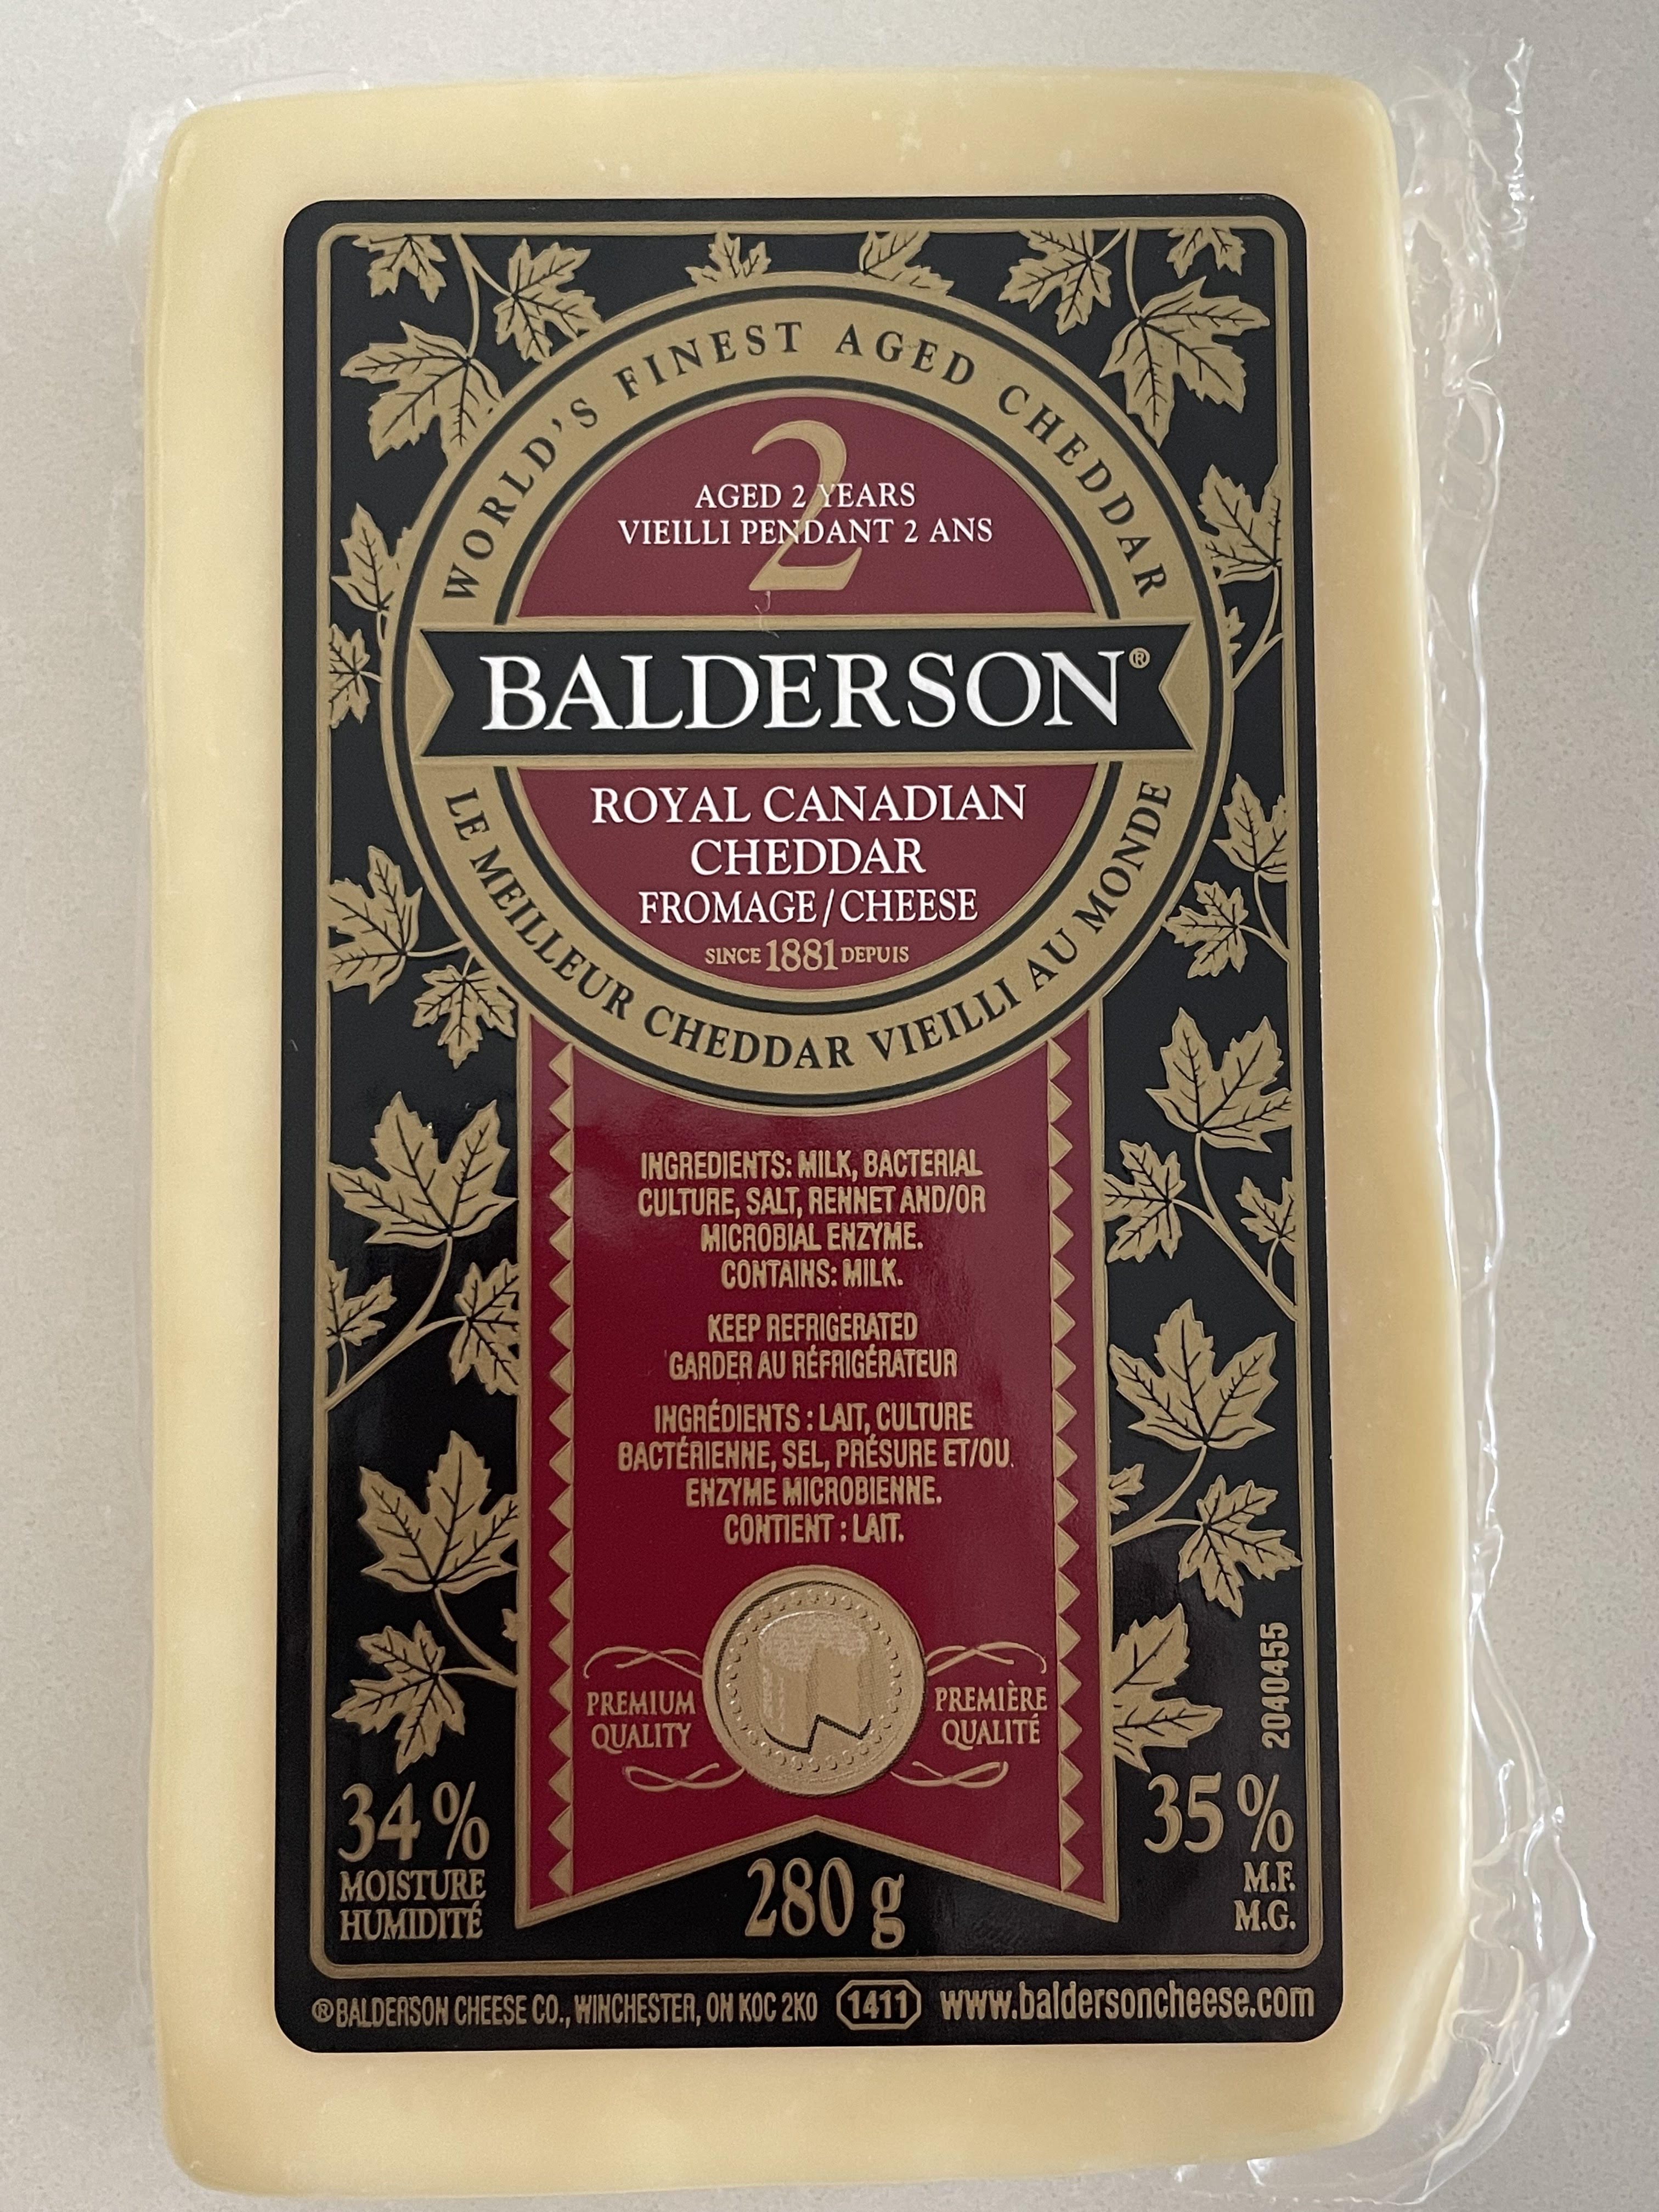 WORLD'S FINEST AGED CHEDDAR
2
AGED 2 YEARS
VIEILLI PENDANT 2 ANS
BALDERSON®
ROYAL CANADIAN
CHEDDAR
FROMAGE/CHEESE
SINCE 1881 DEPUIS
LE MEILLEUR CHEDDAR VIEILLI AU MONDE
INGREDIENTS: MILK, BACTERIAL
CULTURE, SALT, RENNET AND/OR
MICROBIAL ENZYME.
CONTAINS: MILK.
KEEP REFRIGERATED
GARDER AU RÉFRIGÉRATEUR
INGRÉDIENTS : LAIT, CULTURE
BACTÉRIENNE, SEL, PRÉSURE ET/OU
ENZYME MICROBIENNE.
CONTIENT : LAIT.
PREMIUM
QUALITY
PREMIÈRE
QUALITÉ
2040455
34%
MOISTURE
HUMIDITÉ
280 g
35%
M.F.
M.G.
®BALDERSON CHEESE CO., WINCHESTER, ON K0C 2K0 1411 www.baldersoncheese.com